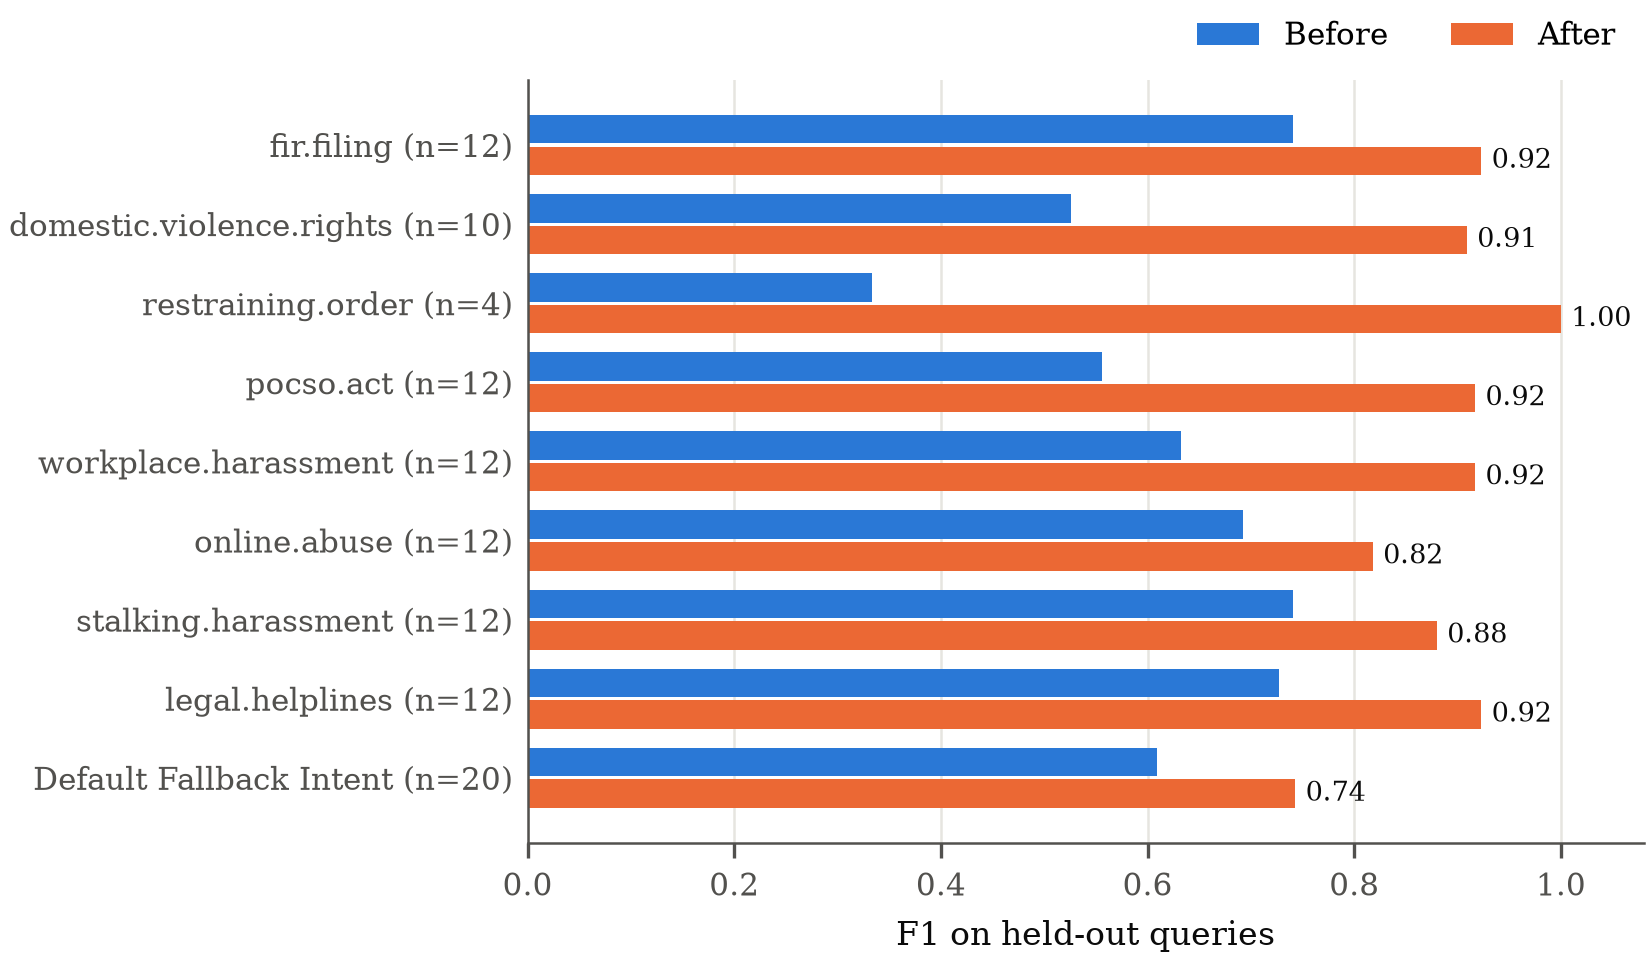 Before After
fir.filing (n=12) 0.92
domestic.violence.rights (n=10) 0.91
restraining.order (n=4) 1.00
pocso.act (n=12) 0.92
workplace.harassment (n=12) 0.92
online.abuse (n=12) 0.82
stalking.harassment (n=12) 0.88
legal.helplines (n=12) 0.92
Default Fallback Intent (n=20) 0.74
0.0 0.2 0.4 0.6 0.8 1.0
F1 on held-out queries